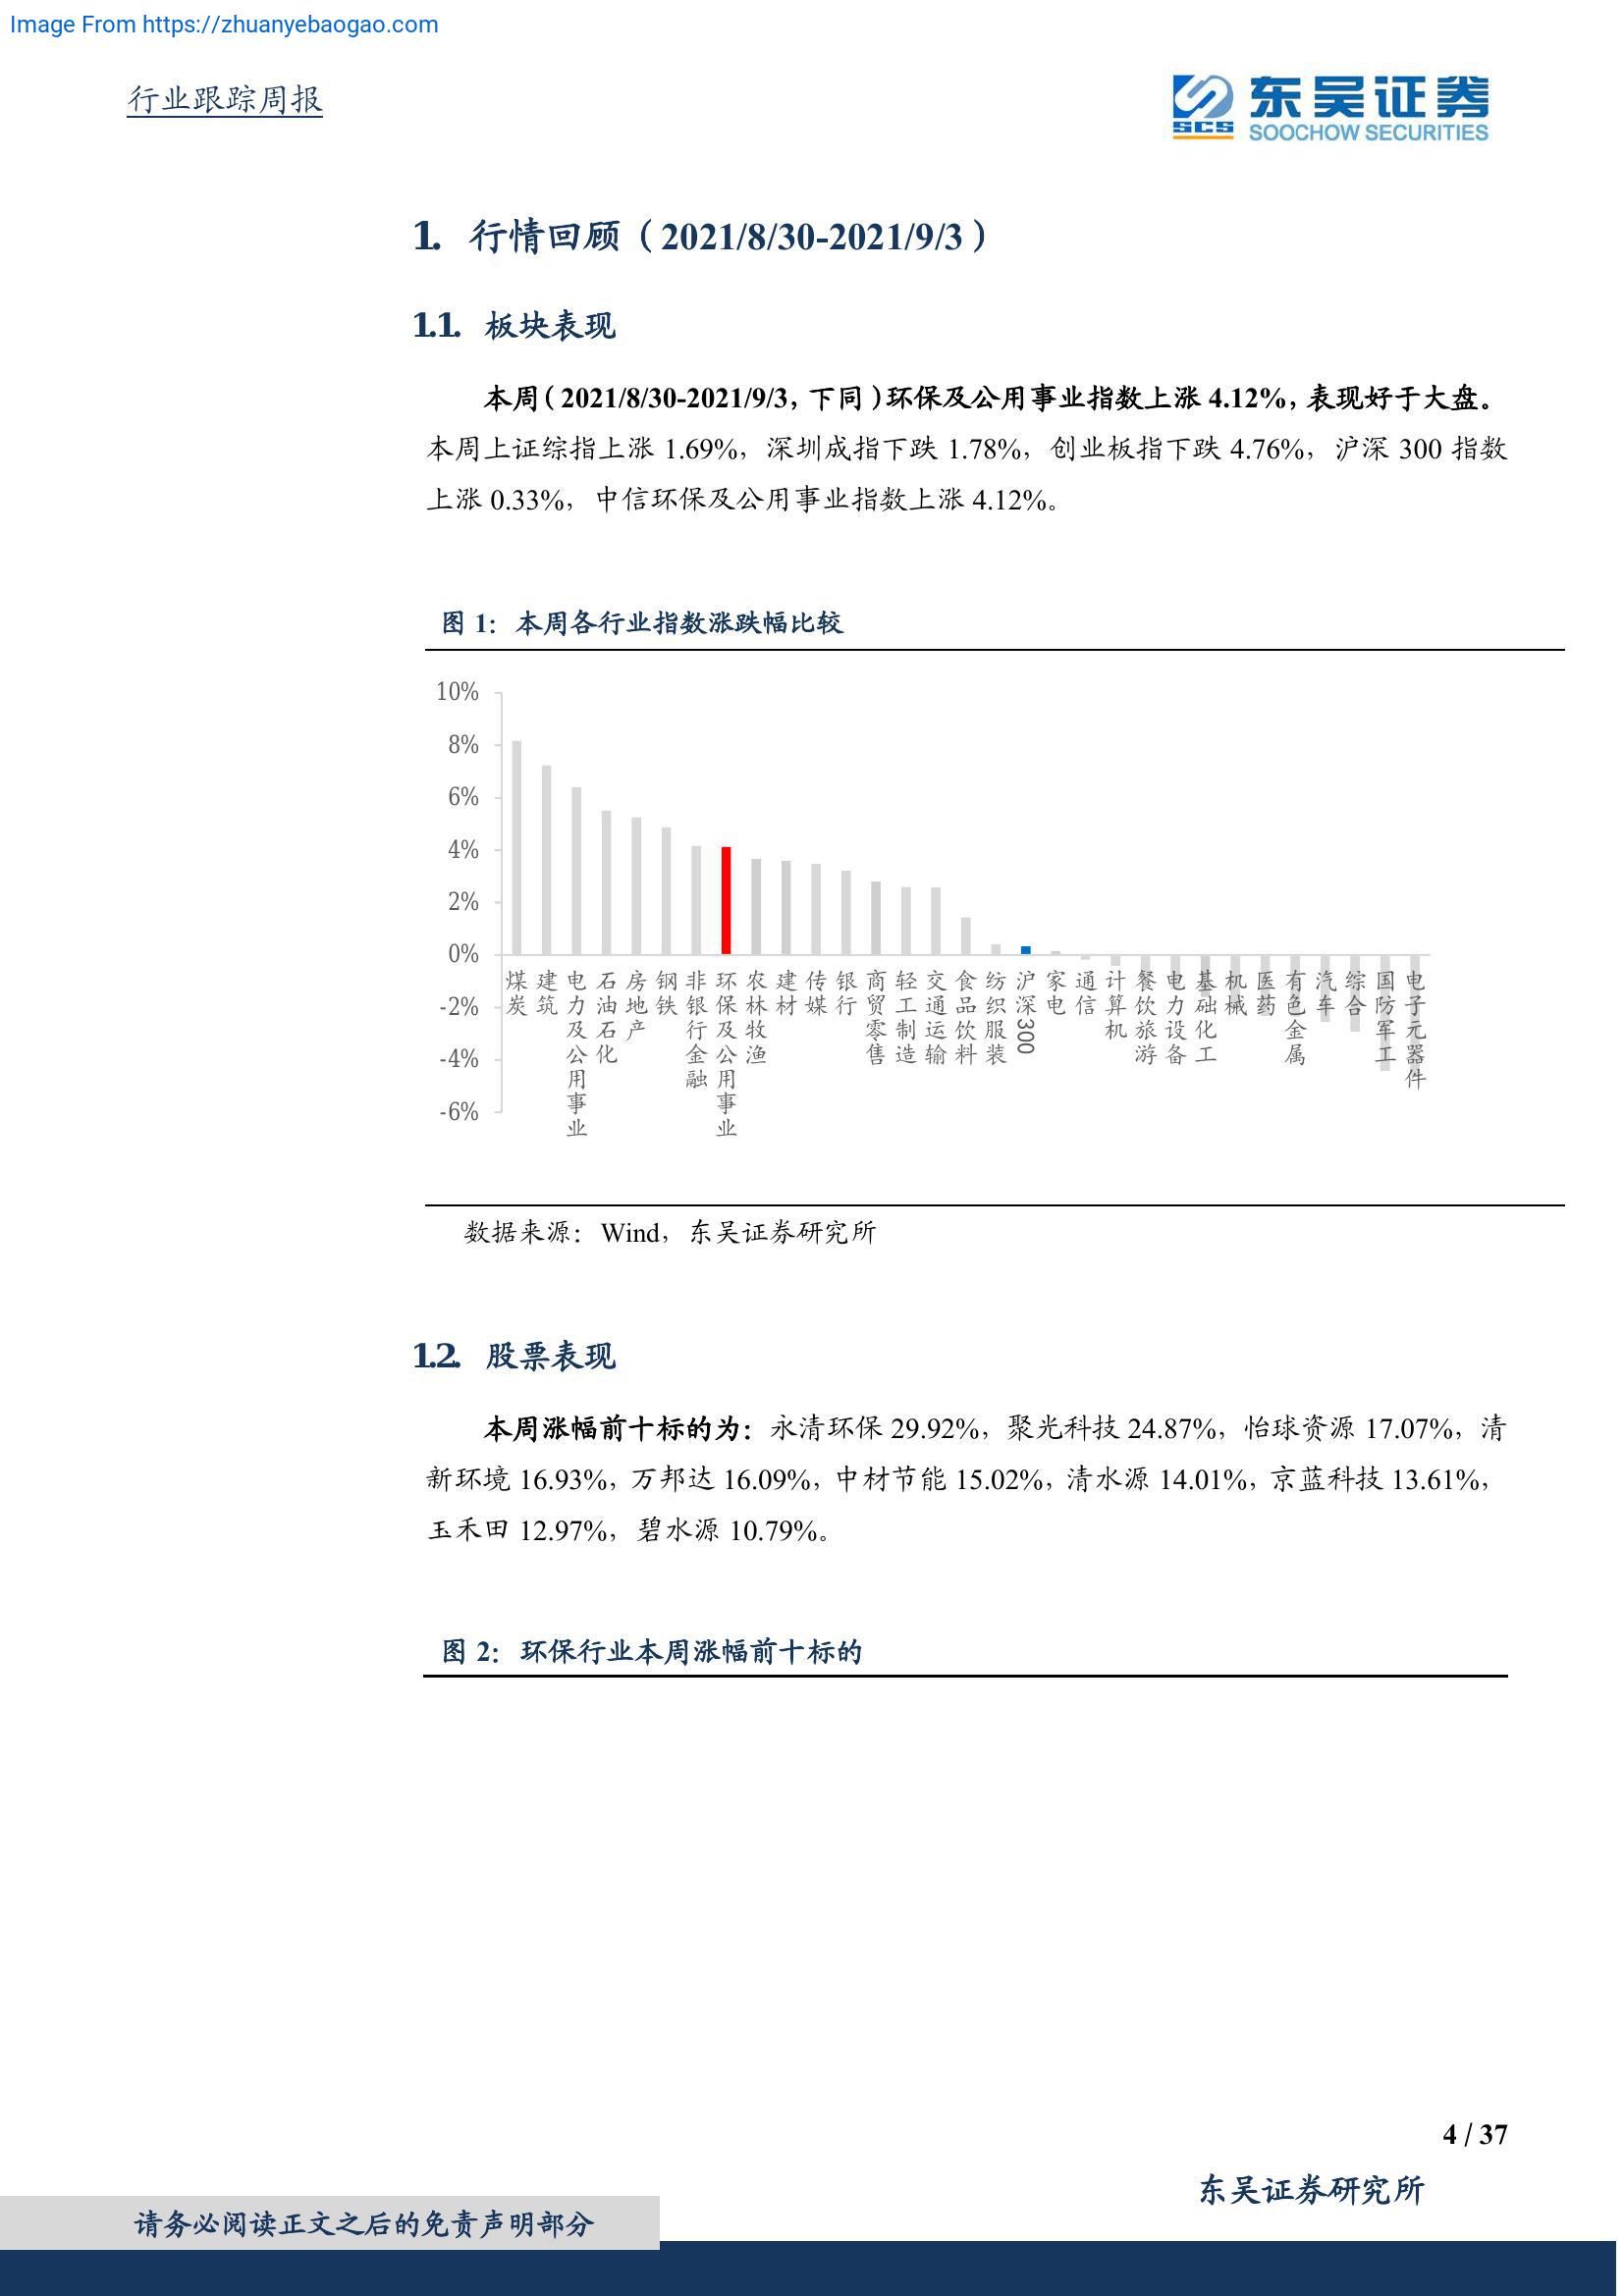 Image From https://zhuanyebaogao.com
行业跟踪周报
SCS
东吴证券
SOOCHOW SECURITIES
1. 行情回顾（2021/8/30-2021/9/3）
1.1. 板块表现
本周（2021/8/30-2021/9/3，下同）环保及公用事业指数上涨 4.12%，表现好于大盘。
本周上证综指上涨 1.69%，深圳成指下跌 1.78%，创业板指下跌 4.76%，沪深 300 指数
上涨 0.33%，中信环保及公用事业指数上涨 4.12%。
图 1：本周各行业指数涨跌幅比较
10%
8%
6%
4%
2%
0%
-2%
-4%
-6%
煤炭
建筑
电力及公用事业
石油石化
房地产
钢铁
非银行金融
环保及公用事业
农林牧渔
建材
传媒
银行
商贸零售
轻工制造
交通运输
食品饮料
纺织服装
沪深300
家电
通信
计算机
餐饮旅游
电力设备
基础化工
机械
医药
有色金属
汽车
综合
国防军工
电子元器件
数据来源：Wind，东吴证券研究所
1.2. 股票表现
本周涨幅前十标的为：永清环保 29.92%，聚光科技 24.87%，怡球资源 17.07%，清
新环境 16.93%，万邦达 16.09%，中材节能 15.02%，清水源 14.01%，京蓝科技 13.61%，
玉禾田 12.97%，碧水源 10.79%。
图 2：环保行业本周涨幅前十标的
4 / 37
东吴证券研究所
请务必阅读正文之后的免责声明部分